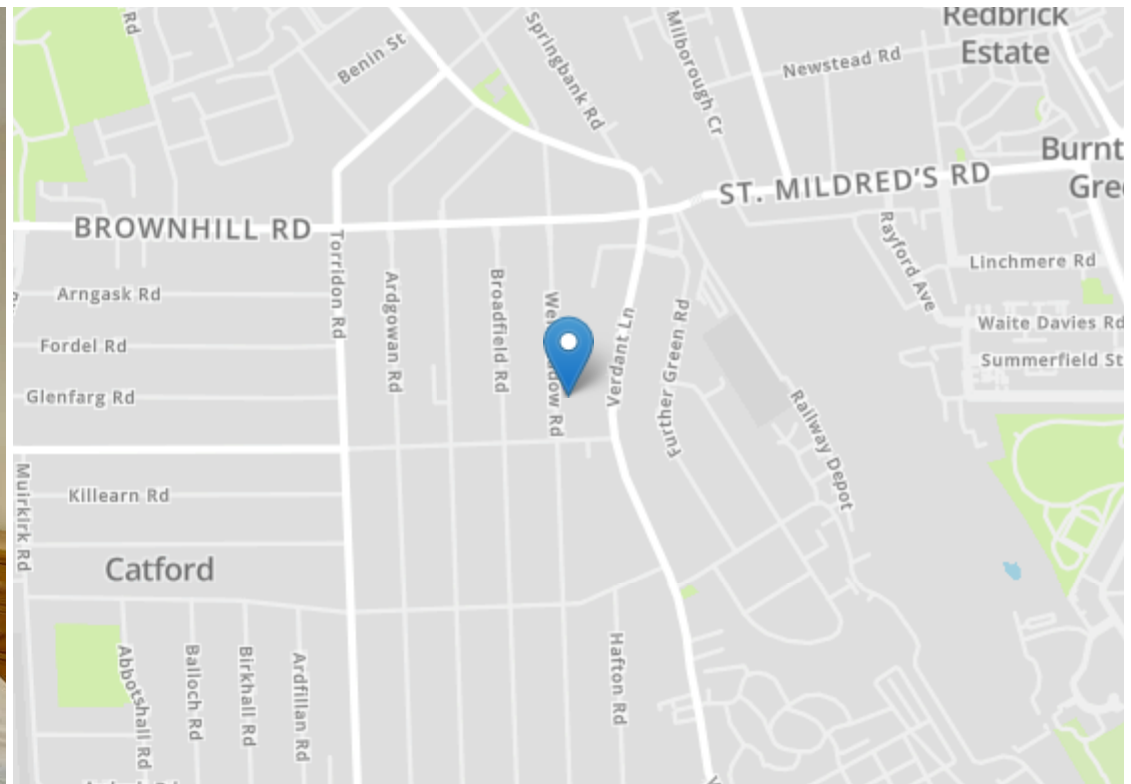 Rd
Benin St
Springbank Rd
Milborough Cr
Newstead Rd
Redbrick
Estate
Burnt
Gre
ST. MILDRED'S RD
BROWNHILL RD
Torridon Rd
Ardgowan Rd
Broadfield Rd
Verdant Ln
Further Green Rd
Rayford Ave
Linchmere Rd
Waite Davies Rd
Summerfield St
Arngask Rd
Fordel Rd
Glenfarg Rd
Railway Depot
Muirkirk Rd
Killearn Rd
Catford
Abbotshall Rd
Balloch Rd
Birkhall Rd
Ardfillan Rd
Hafton Rd